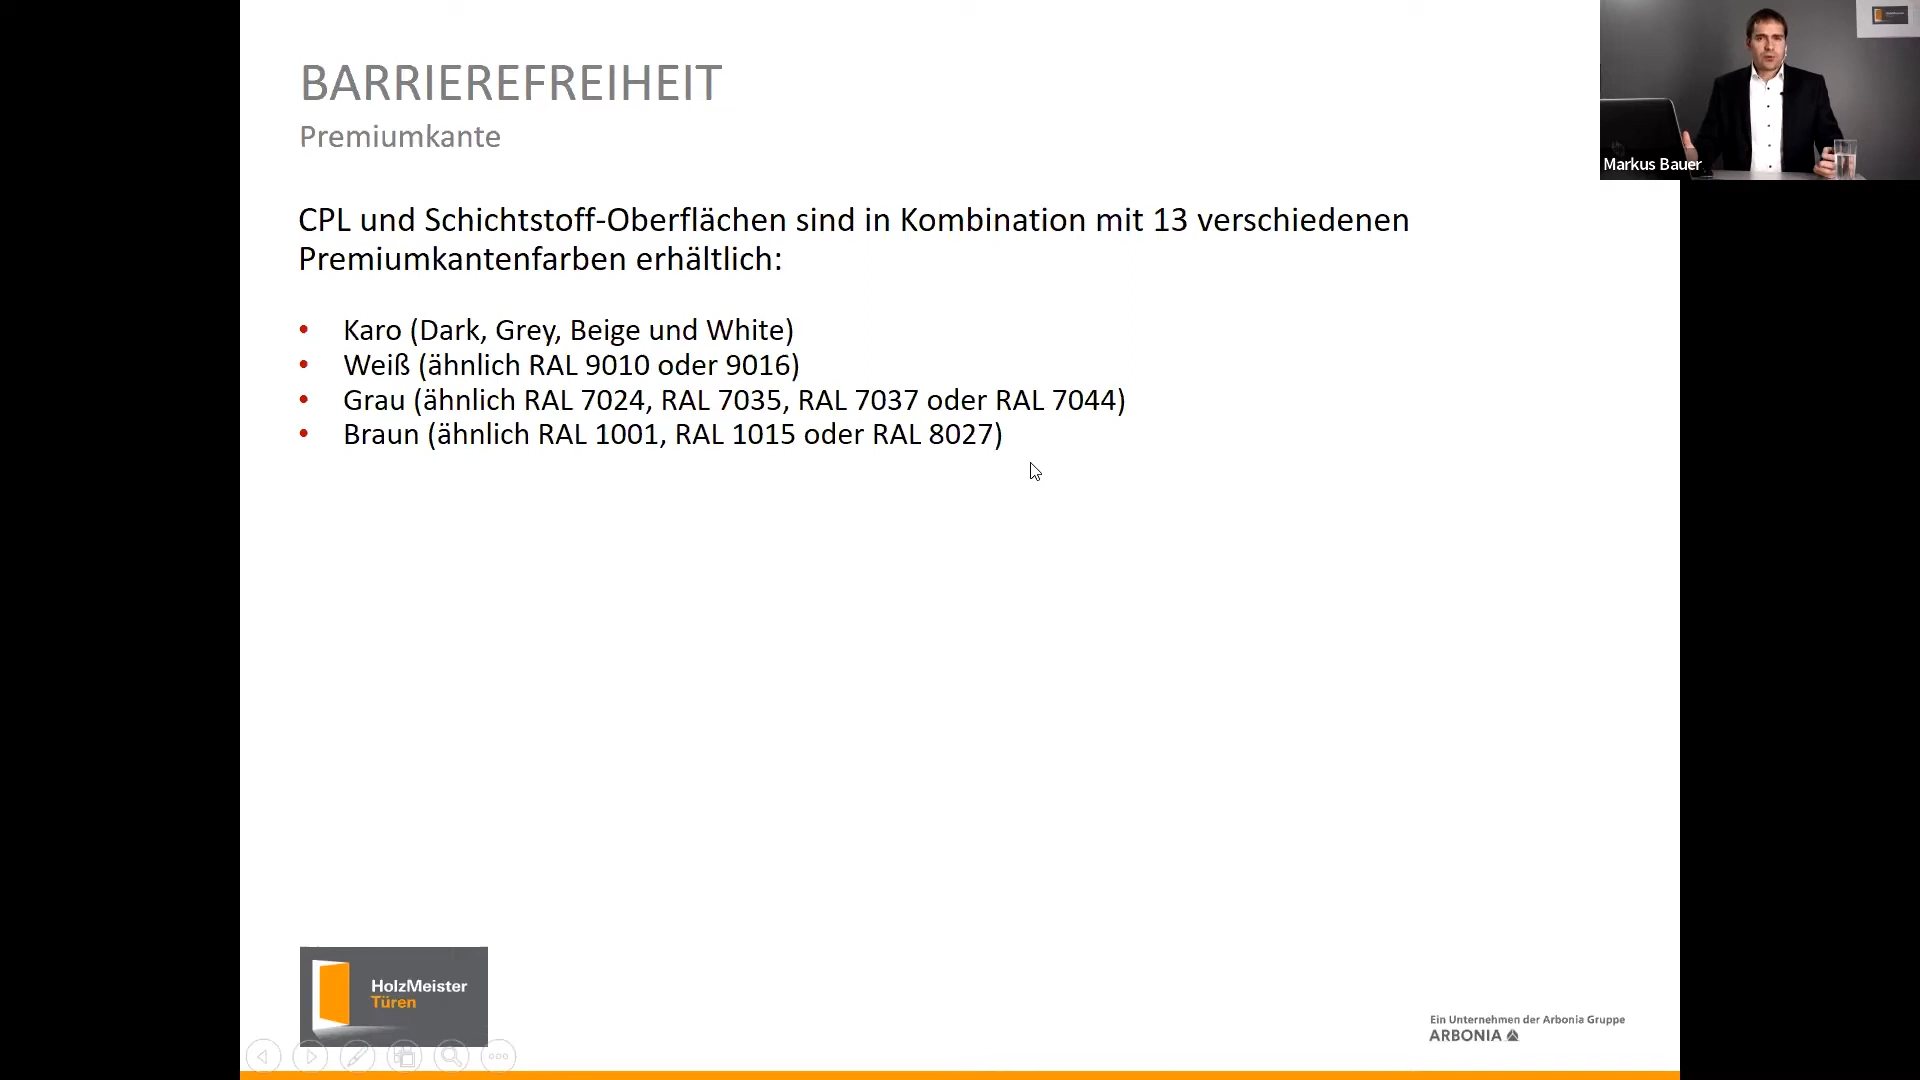 BARRIEREFREIHEIT
Premiumkante
CPL und Schichtstoff-Oberflächen sind in Kombination mit 13 verschiedenen
Premiumkantenfarben erhältlich:
• Karo (Dark, Grey, Beige und White)
• Weiß (ähnlich RAL 9010 oder 9016)
• Grau (ähnlich RAL 7024, RAL 7035, RAL 7037 oder RAL 7044)
• Braun (ähnlich RAL 1001, RAL 1015 oder RAL 8027)
Markus Bauer
HolzMeister
Türen
Ein Unternehmen der Arbonia Gruppe
ARBONIA